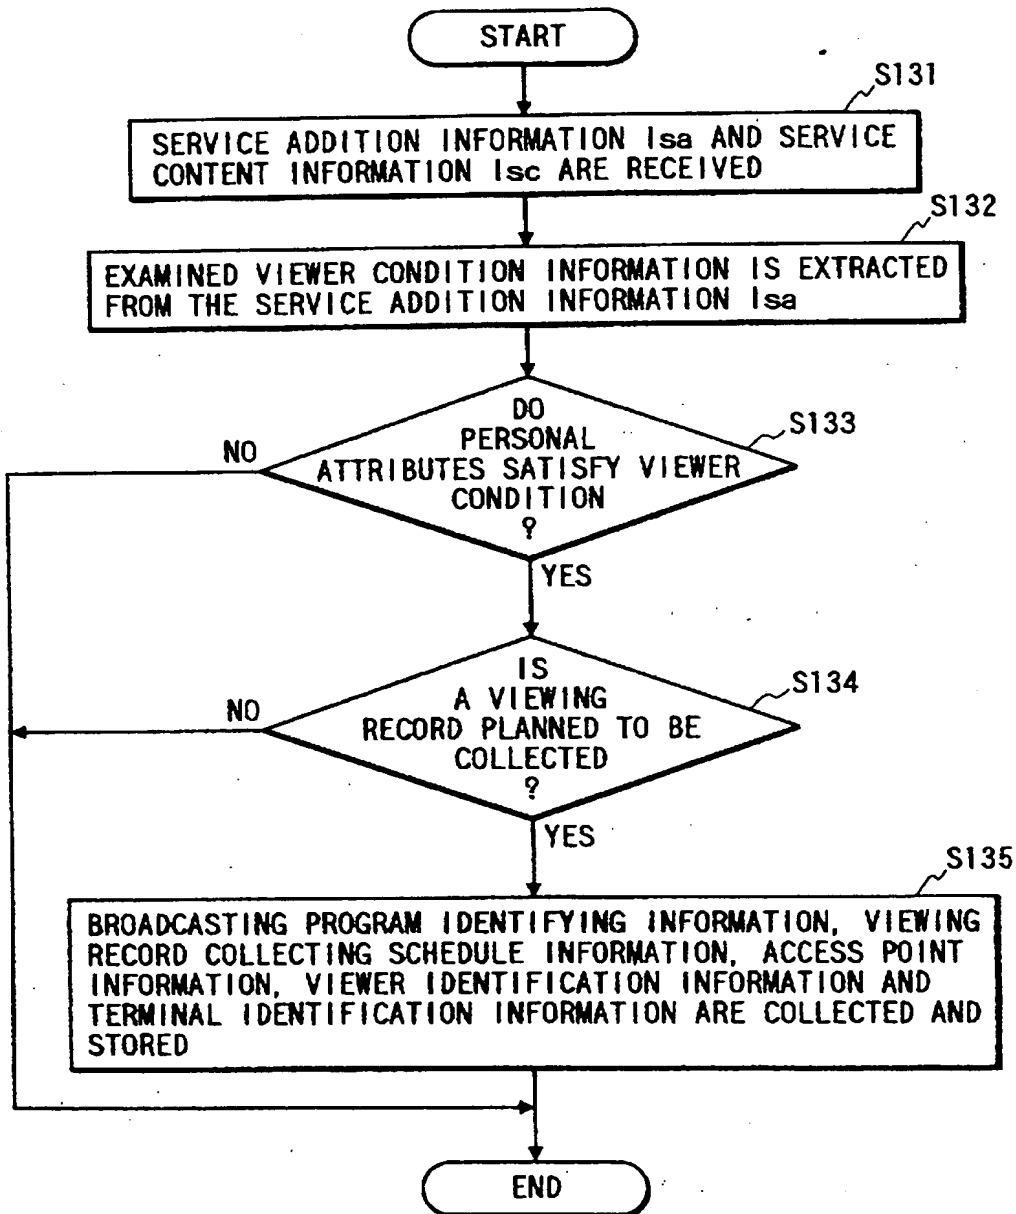 START
S131
SERVICE ADDITION INFORMATION Isa AND SERVICE
CONTENT INFORMATION Isc ARE RECEIVED
S132
EXAMINED VIEWER CONDITION INFORMATION IS EXTRACTED
FROM THE SERVICE ADDITION INFORMATION Isa
S133
DO
PERSONAL
ATTRIBUTES SATISFY VIEWER
CONDITION
?
NO
YES
S134
IS
A VIEWING
RECORD PLANNED TO BE
COLLECTED
?
NO
YES
S135
BROADCASTING PROGRAM IDENTIFYING INFORMATION, VIEWING
RECORD COLLECTING SCHEDULE INFORMATION, ACCESS POINT
INFORMATION, VIEWER IDENTIFICATION INFORMATION AND
TERMINAL IDENTIFICATION INFORMATION ARE COLLECTED AND
STORED
END